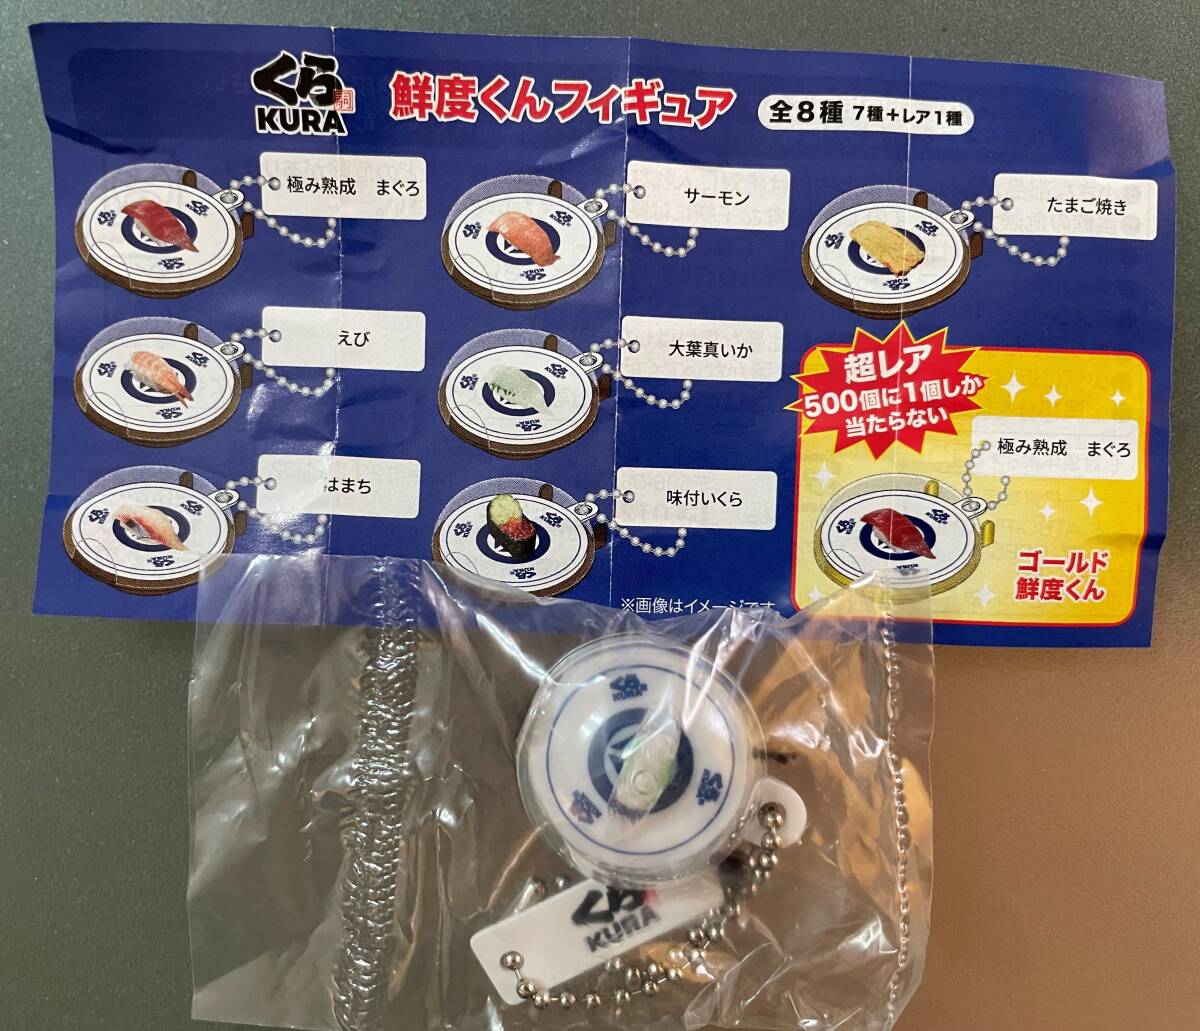 くら寿司
KURA
鮮度くんフィギュア
全8種 7種+レア1種
極み熟成 まぐろ
サーモン
たまご焼き
えび
大葉真いか
超レア
500個に1個しか
当たらない
極み熟成 まぐろ
はまち
味付いくら
ゴールド
鮮度くん
※画像はイメージです
くら
KURA
くら
KURA